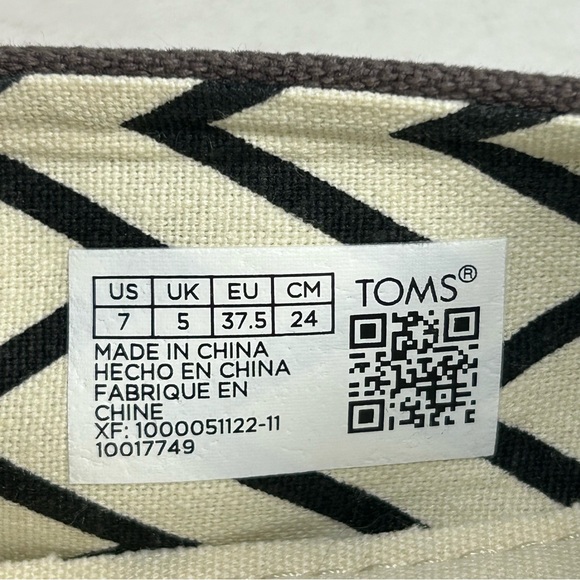 US UK EU CM
7 5 37.5 24
TOMS®
MADE IN CHINA
HECHO EN CHINA
FABRIQUE EN
CHINE
XF: 1000051122-11
10017749